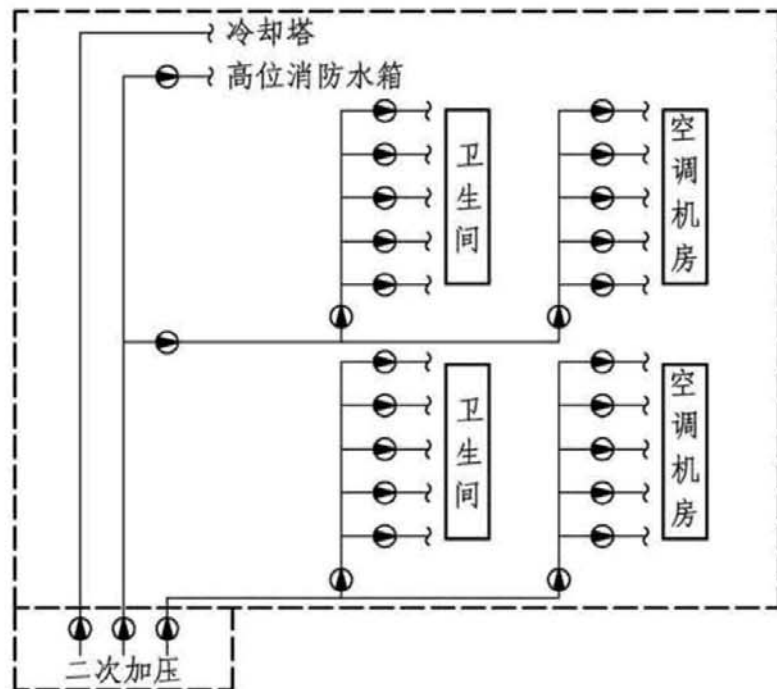 冷却塔
高位消防水箱
卫生间
空调机房
卫生间
空调机房
二次加压